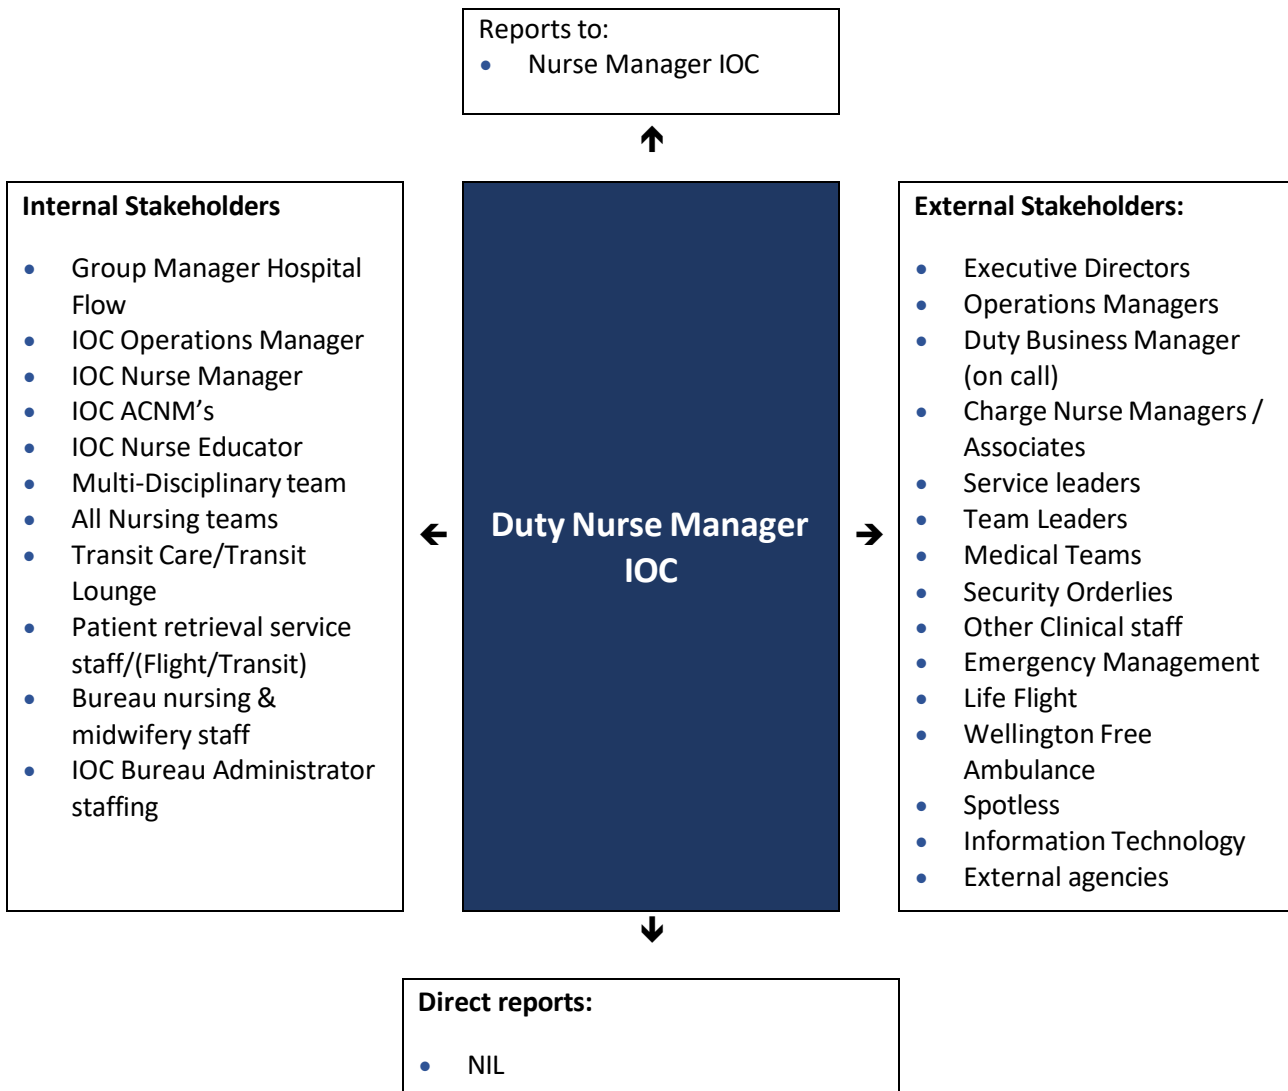 Reports to:
• Nurse Manager IOC
🡩
Internal Stakeholders
• Group Manager Hospital
Flow
• IOC Operations Manager
• IOC Nurse Manager
• IOC ACNM’s
• IOC Nurse Educator
• Multi-Disciplinary team
• All Nursing teams
• Transit Care/Transit
Lounge
• Patient retrieval service
staff/(Flight/Transit)
• Bureau nursing &
midwifery staff
• IOC Bureau Administrator
staffing
🡨
Duty Nurse Manager
IOC
🡪
External Stakeholders:
• Executive Directors
• Operations Managers
• Duty Business Manager
(on call)
• Charge Nurse Managers /
Associates
• Service leaders
• Team Leaders
• Medical Teams
• Security Orderlies
• Other Clinical staff
• Emergency Management
• Life Flight
• Wellington Free
Ambulance
• Spotless
• Information Technology
• External agencies
🡫
Direct reports:
• NIL